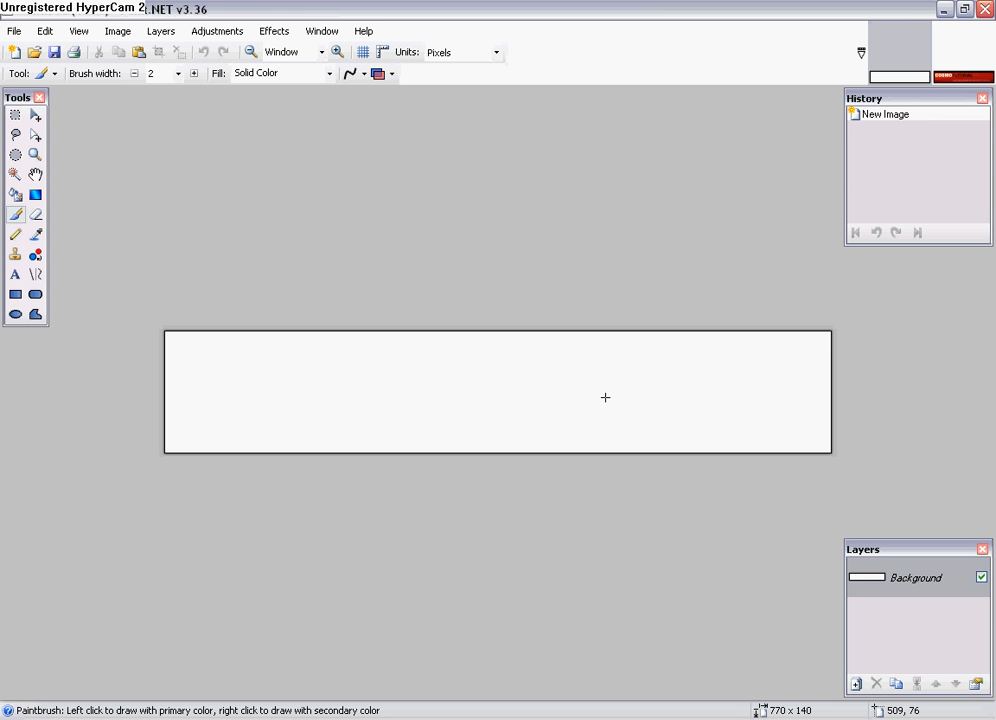 Unregistered HyperCam 2
.NET v3.36
File Edit View Image Layers Adjustments Effects Window Help
Window Units: Pixels
Tool: Brush width: 2 Fill: Solid Color
Tools
History
New Image
Layers
Background
Paintbrush: Left click to draw with primary color, right click to draw with secondary color
770 x 140
509, 76